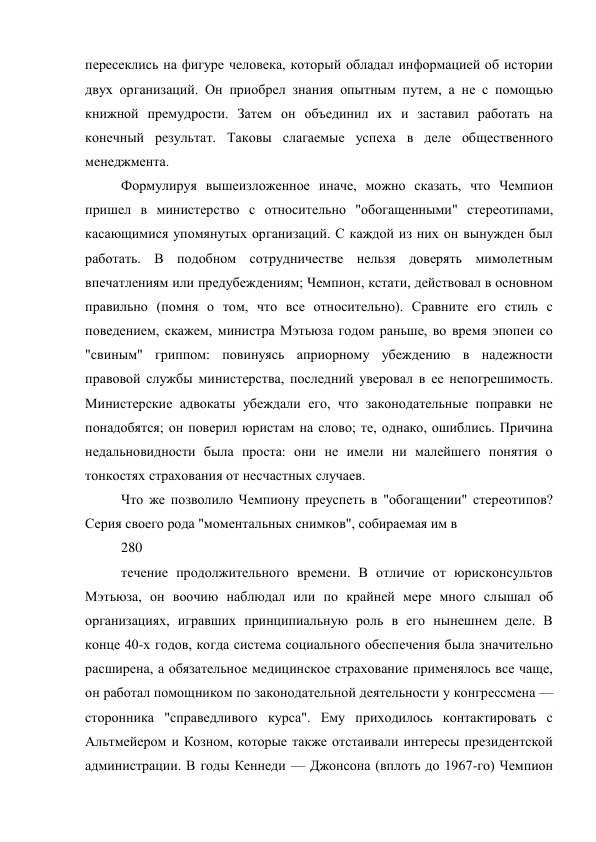 пересеклись на фигуре человека, который обладал информацией об истории
двух организаций. Он приобрел знания опытным путем, а не с помощью
книжной премудрости. Затем он объединил их и заставил работать на
конечный результат. Таковы слагаемые успеха в деле общественного
менеджмента.
Формулируя вышеизложенное иначе, можно сказать, что Чемпион
пришел в министерство с относительно "обогащенными" стереотипами,
касающимися упомянутых организаций. С каждой из них он вынужден был
работать. В подобном сотрудничестве нельзя доверять мимолетным
впечатлениям или предубеждениям; Чемпион, кстати, действовал в основном
правильно (помня о том, что все относительно). Сравните его стиль с
поведением, скажем, министра Мэтьюза годом раньше, во время эпопеи со
"свиным" гриппом: повинуясь априорному убеждению в надежности
правовой службы министерства, последний уверовал в ее непогрешимость.
Министерские адвокаты убеждали его, что законодательные поправки не
понадобятся; он поверил юристам на слово; те, однако, ошиблись. Причина
недальновидности была проста: они не имели ни малейшего понятия о
тонкостях страхования от несчастных случаев.
Что же позволило Чемпиону преуспеть в "обогащении" стереотипов?
Серия своего рода "моментальных снимков", собираемая им в
280
течение продолжительного времени. В отличие от юрисконсультов
Мэтьюза, он воочию наблюдал или по крайней мере много слышал об
организациях, игравших принципиальную роль в его нынешнем деле. В
конце 40-х годов, когда система социального обеспечения была значительно
расширена, а обязательное медицинское страхование применялось все чаще,
он работал помощником по законодательной деятельности у конгрессмена —
сторонника "справедливого курса". Ему приходилось контактировать с
Альтмейером и Козном, которые также отстаивали интересы президентской
администрации. В годы Кеннеди — Джонсона (вплоть до 1967-го) Чемпион